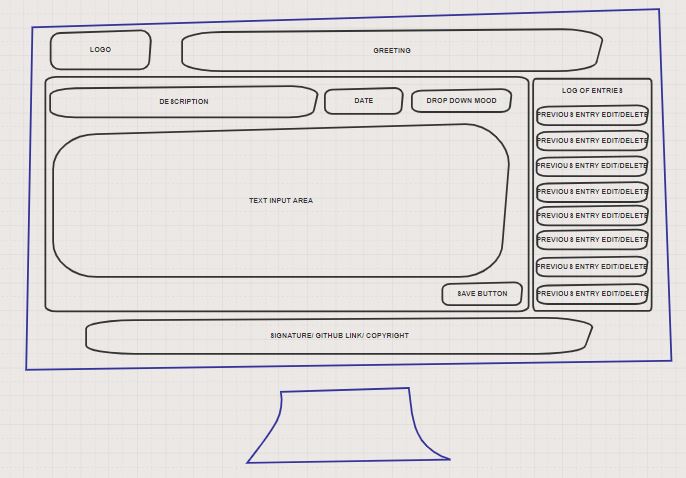 LOGO
GREETING
DESCRIPTION
DATE
DROP DOWN MOOD
TEXT INPUT AREA
SAVE BUTTON
LOG OF ENTRIES
PREVIOUS ENTRY EDIT/DELETE
PREVIOUS ENTRY EDIT/DELETE
PREVIOUS ENTRY EDIT/DELETE
PREVIOUS ENTRY EDIT/DELETE
PREVIOUS ENTRY EDIT/DELETE
PREVIOUS ENTRY EDIT/DELETE
PREVIOUS ENTRY EDIT/DELETE
PREVIOUS ENTRY EDIT/DELETE
SIGNATURE/ GITHUB LINK/ COPYRIGHT